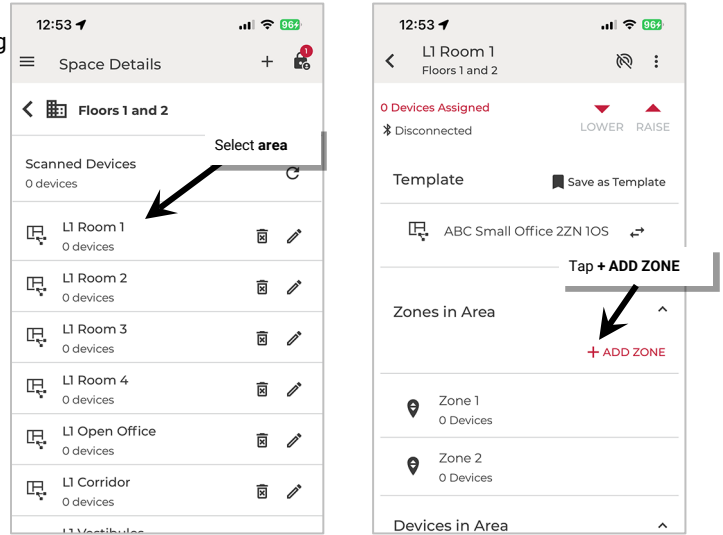 g
12:53
96
Space Details
1
Floors 1 and 2
Select area
Scanned Devices
0 devices
L1 Room 1
0 devices
L1 Room 2
0 devices
L1 Room 3
0 devices
L1 Room 4
0 devices
L1 Open Office
0 devices
L1 Corridor
0 devices
L1 Vestibules
12:53
96
L1 Room 1
Floors 1 and 2
0 Devices Assigned
Disconnected
LOWER RAISE
Template
Save as Template
ABC Small Office 2ZN 1OS
Tap + ADD ZONE
Zones in Area
+ ADD ZONE
Zone 1
0 Devices
Zone 2
0 Devices
Devices in Area